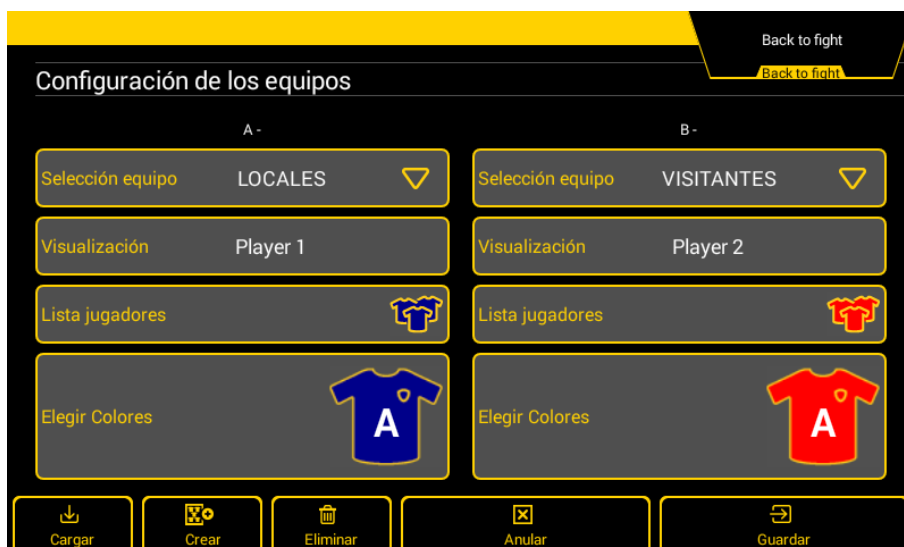 Back to fight
Back to fight
Configuración de los equipos
A -
B -
Selección equipo LOCALES
Selección equipo VISITANTES
Visualización Player 1
Visualización Player 2
Lista jugadores
Lista jugadores
Elegir Colores A
Elegir Colores A
Cargar
Crear
Eliminar
Anular
Guardar